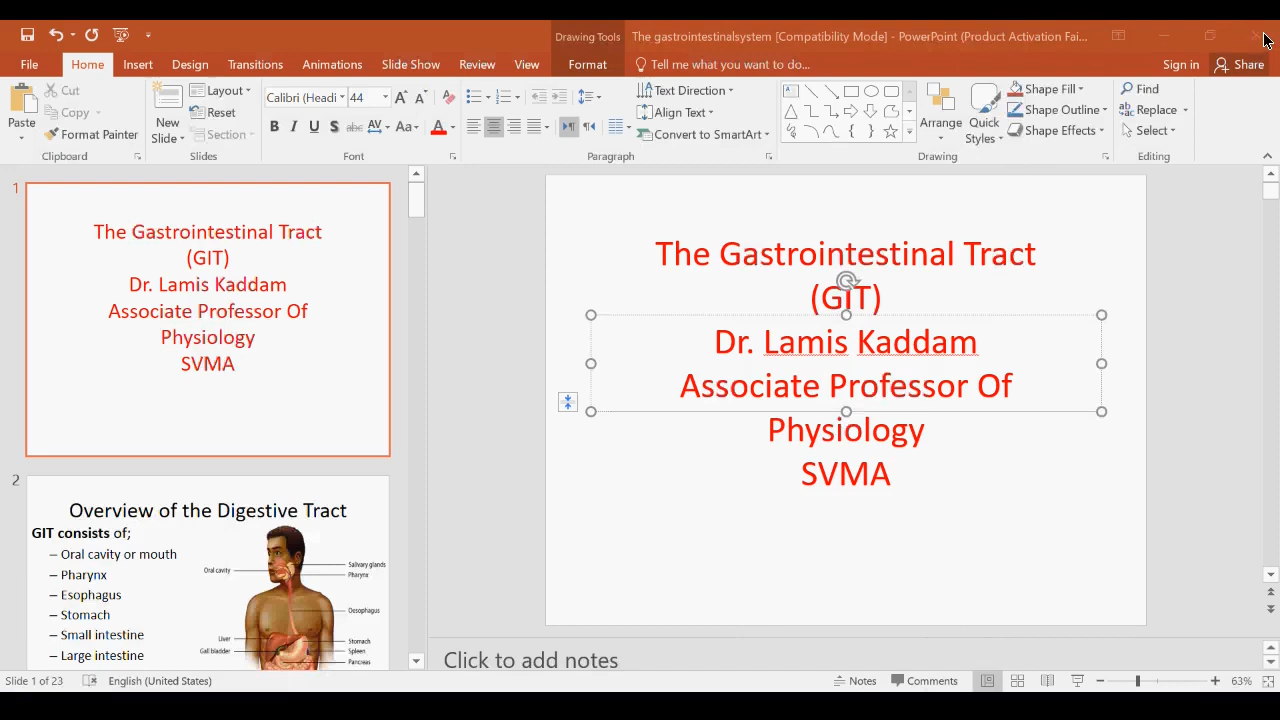 Drawing Tools
The gastrointestinalsystem [Compatibility Mode] - PowerPoint (Product Activation Fai...
File Home Insert Design Transitions Animations Slide Show Review View Format Tell me what you want to do... Sign in Share
Paste
Cut
Copy
Format Painter
Clipboard
New Slide
Layout
Reset
Section
Slides
Calibri (Headi 44
B I U S abc AV Aa A
Font
Text Direction
Align Text
Convert to SmartArt
Paragraph
Arrange
Quick Styles
Shape Fill
Shape Outline
Shape Effects
Drawing
Find
Replace
Select
Editing
1
The Gastrointestinal Tract
(GIT)
Dr. Lamis Kaddam
Associate Professor Of
Physiology
SVMA
2
Overview of the Digestive Tract
GIT consists of;
– Oral cavity or mouth
– Pharynx
– Esophagus
– Stomach
– Small intestine
– Large intestine
Oral cavity
Salivary glands
Pharynx
Oesophagus
Liver
Gall bladder
Stomach
Spleen
Pancreas
The Gastrointestinal Tract
(GIT)
Dr. Lamis Kaddam
Associate Professor Of
Physiology
SVMA
Click to add notes
Slide 1 of 23 English (United States) Notes Comments 63%